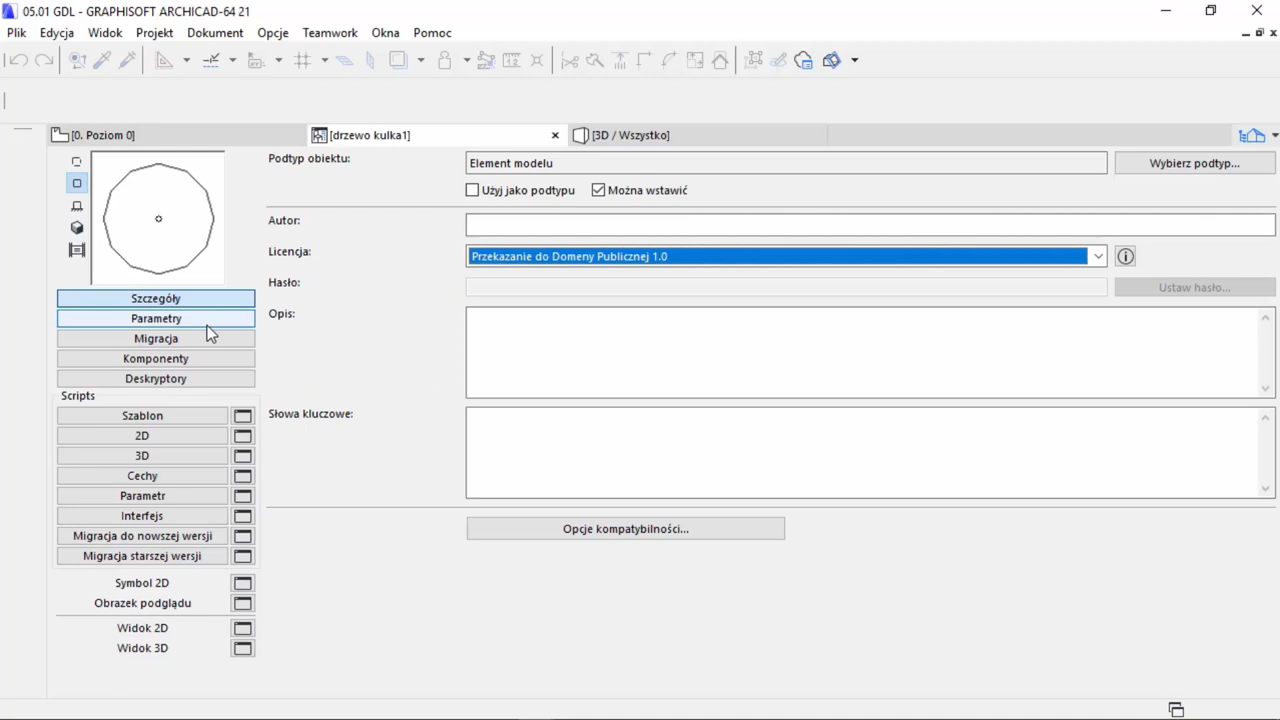 05.01 GDL - GRAPHISOFT ARCHICAD-64 21
Plik Edycja Widok Projekt Dokument Opcje Teamwork Okna Pomoc
[0. Poziom 0] [drzewo kulka1] [3D / Wszystko]
Podtyp obiektu: Element modelu Wybierz podtyp...
Użyj jako podtypu Można wstawić
Autor:
Licencja: Przekazanie do Domeny Publicznej 1.0
Hasło: Ustaw hasło...
Opis:
Słowa kluczowe:
Opcje kompatybilności...
Szczegóły
Parametry
Migracja
Komponenty
Deskryptory
Scripts
Szablon
2D
3D
Cechy
Parametr
Interfejs
Migracja do nowszej wersji
Migracja starszej wersji
Symbol 2D
Obrazek podglądu
Widok 2D
Widok 3D